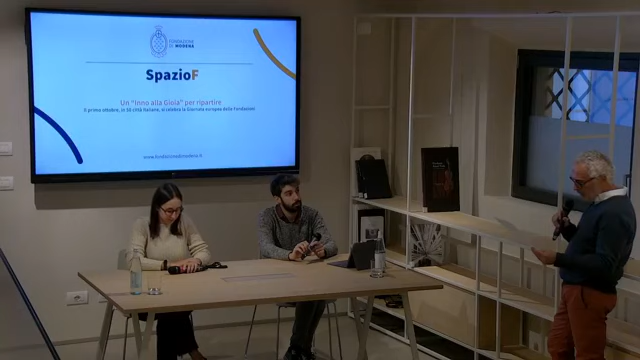 FONDAZIONE
DI MODENA
SpazioF
Un "Inno alla Gioia" per ripartire
Il primo ottobre, in 50 città italiane, si celebra la Giornata europea delle Fondazioni
www.fondazionedimodena.it